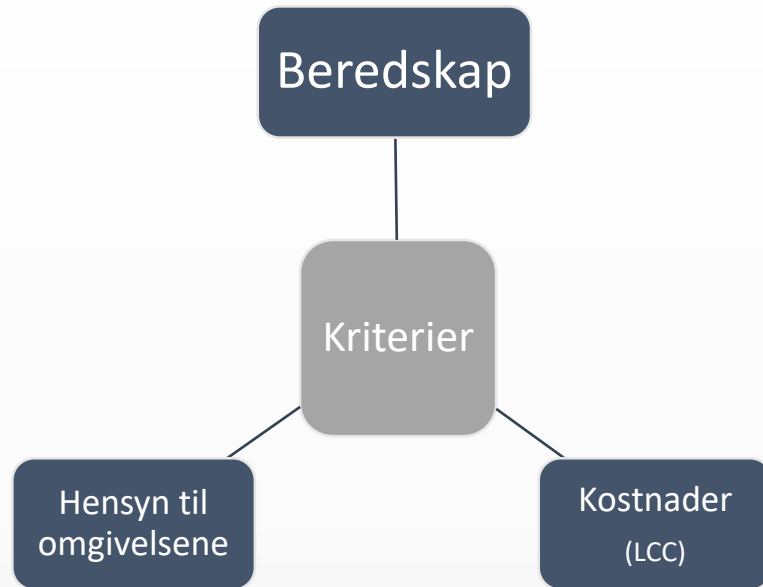 Beredskap
Kriterier
Hensyn til
omgivelsene
Kostnader
(LCC)